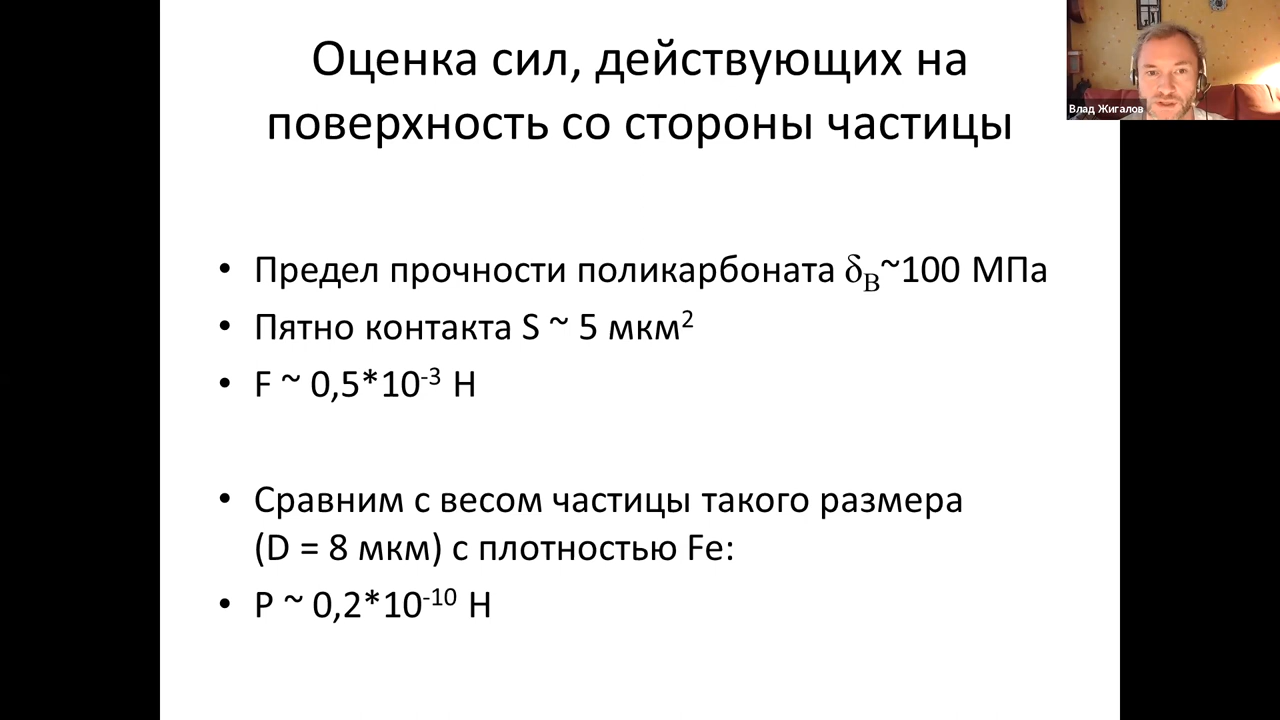 Оценка сил, действующих на
поверхность со стороны частицы
Влад Жигалов
• Предел прочности поликарбоната δ_В~100 МПа
• Пятно контакта S ~ 5 мкм²
• F ~ 0,5*10⁻³ Н
• Сравним с весом частицы такого размера
(D = 8 мкм) с плотностью Fe:
• P ~ 0,2*10⁻¹⁰ Н